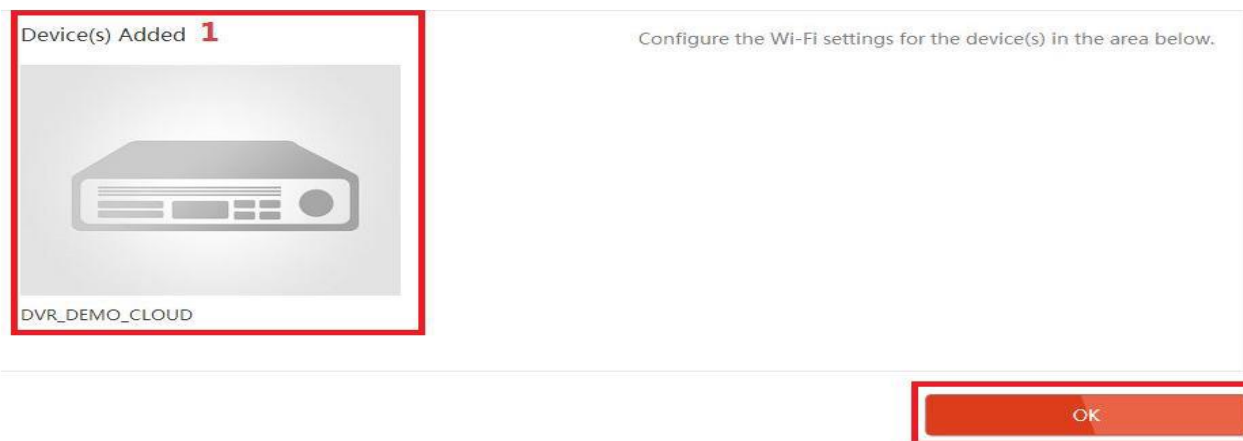 Device(s) Added 1
Configure the Wi-Fi settings for the device(s) in the area below.
DVR_DEMO_CLOUD
OK